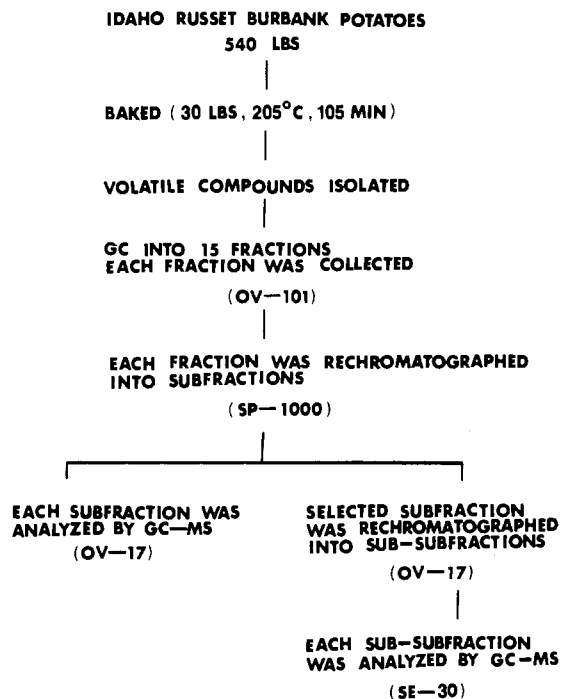 IDAHO RUSSET BURBANK POTATOES
540 LBS
BAKED (30 LBS, 205°C, 105 MIN)
VOLATILE COMPOUNDS ISOLATED
GC INTO 15 FRACTIONS
EACH FRACTION WAS COLLECTED
(OV—101)
EACH FRACTION WAS RECHROMATOGRAPHED
INTO SUBFRACTIONS
(SP—1000)
EACH SUBFRACTION WAS
ANALYZED BY GC—MS
(OV—17)
SELECTED SUBFRACTION
WAS RECHROMATOGRAPHED
INTO SUB—SUBFRACTIONS
(OV—17)
EACH SUB—SUBFRACTION
WAS ANALYZED BY GC—MS
(SE—30)